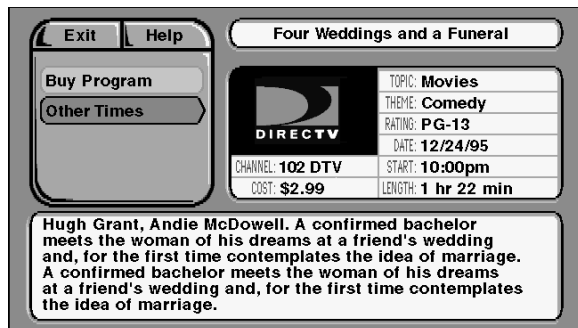 Exit Help
Four Weddings and a Funeral
Buy Program
Other Times
DIRECTV
TOPIC: Movies
THEME: Comedy
RATING: PG-13
DATE: 12/24/95
CHANNEL: 102 DTV
START: 10:00pm
COST: $2.99
LENGTH: 1 hr 22 min
Hugh Grant, Andie McDowell. A confirmed bachelor
meets the woman of his dreams at a friend's wedding
and, for the first time contemplates the idea of marriage.
A confirmed bachelor meets the woman of his dreams
at a friend's wedding and, for the first time contemplates
the idea of marriage.